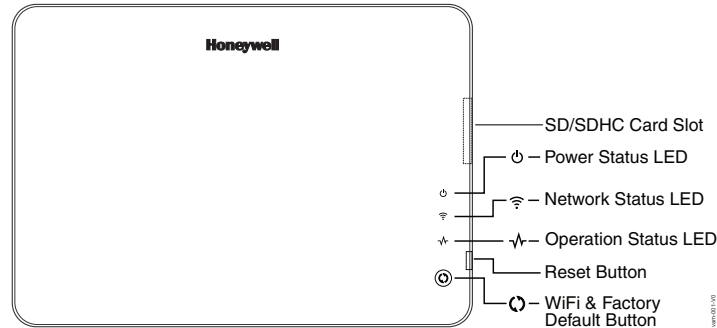 Honeywell
SD/SDHC Card Slot
Power Status LED
Network Status LED
Operation Status LED
Reset Button
WiFi & Factory
Default Button